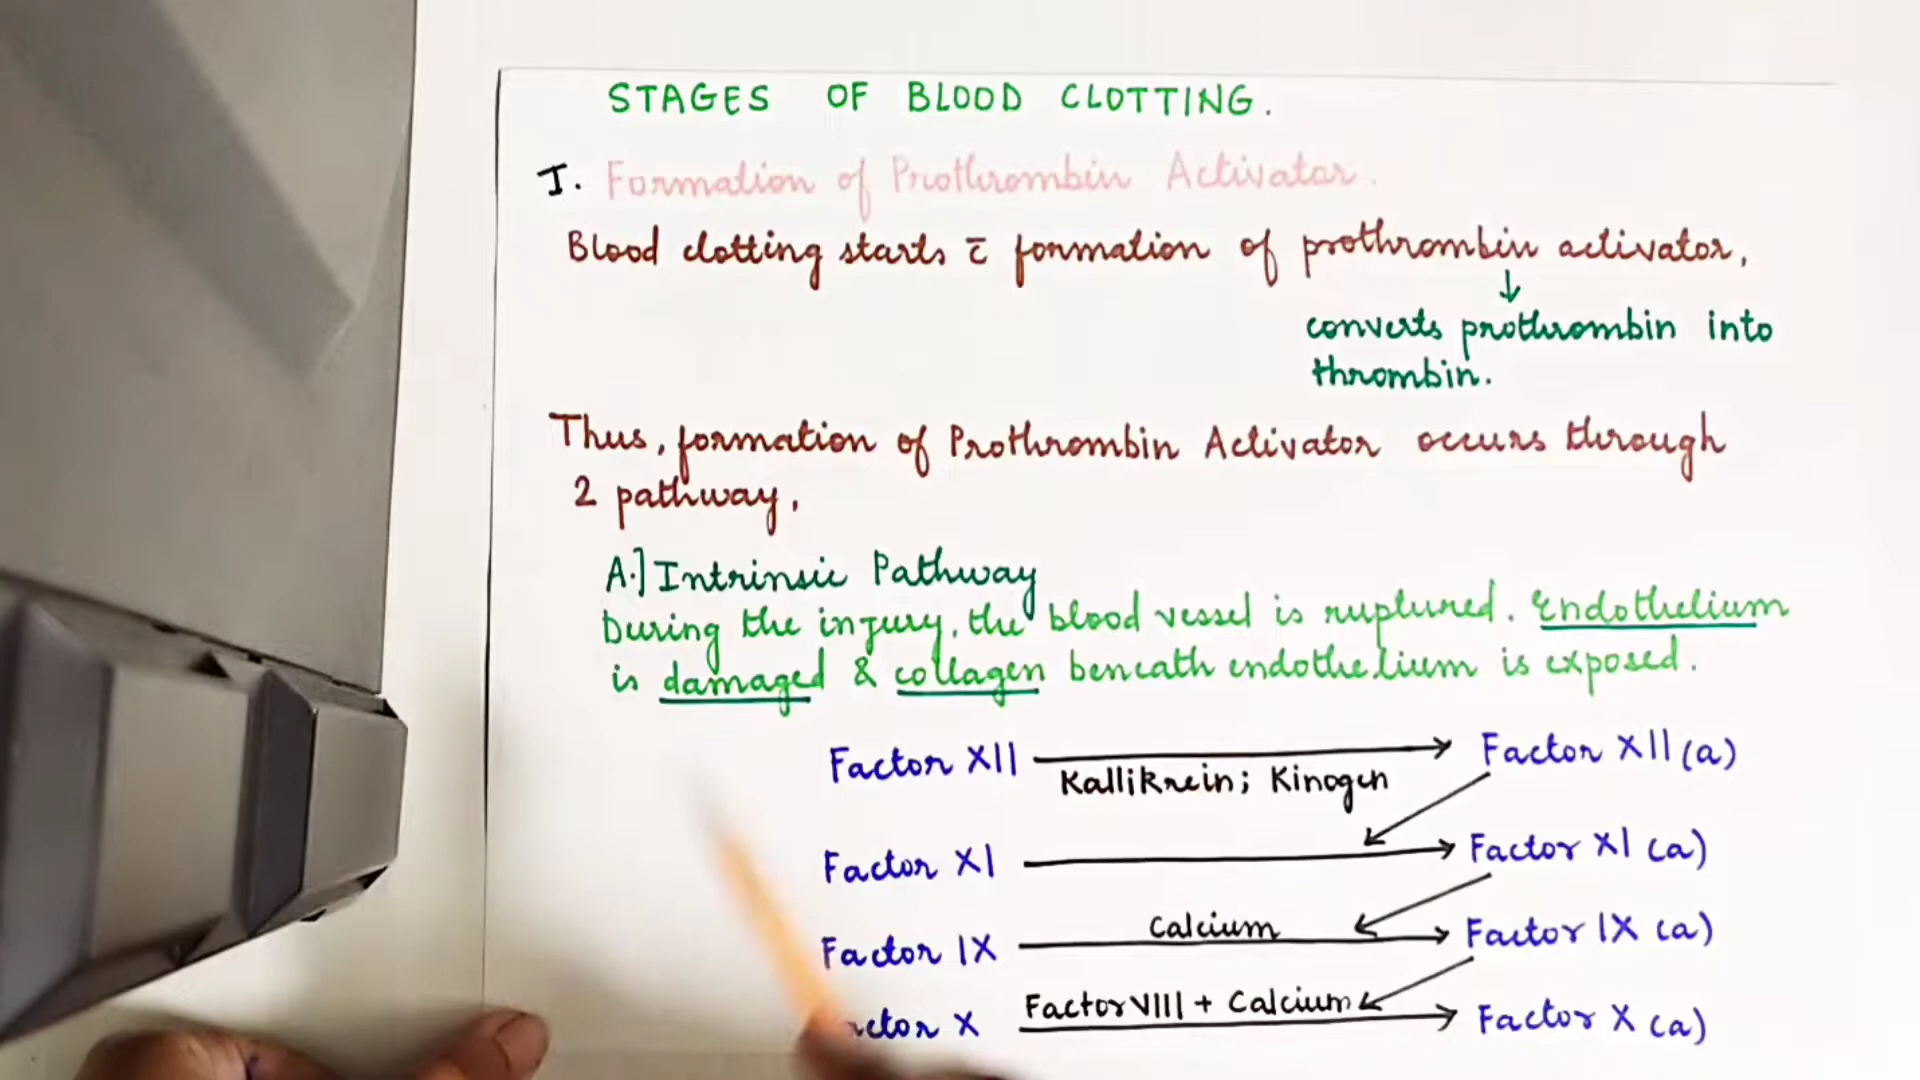 STAGES OF BLOOD CLOTTING.
I. Formation of Prothrombin Activator.
Blood clotting starts c̄ formation of prothrombin activator,
↓
converts prothrombin into
thrombin.
Thus, formation of Prothrombin Activator occurs through
2 pathway,
A.] Intrinsic Pathway
During the injury, the blood vessel is ruptured. Endothelium
is damaged & collagen beneath endothelium is exposed.
Factor XII → Factor XII (a)
Kallikrein; Kinogen
Factor XI → Factor XI (a)
Calcium
Factor IX → Factor IX (a)
Factor VIII + Calcium
actor X → Factor X (a)